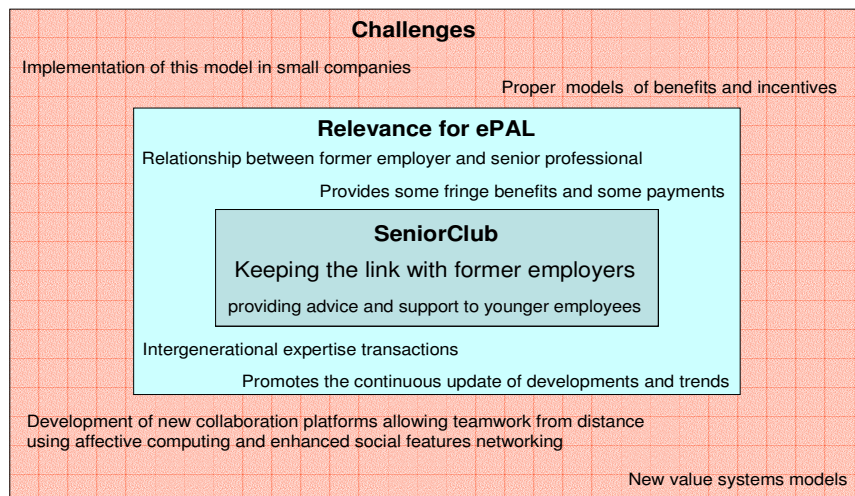 Challenges
Implementation of this model in small companies
Proper models of benefits and incentives
Relevance for ePAL
Relationship between former employer and senior professional
Provides some fringe benefits and some payments
SeniorClub
Keeping the link with former employers
providing advice and support to younger employees
Intergenerational expertise transactions
Promotes the continuous update of developments and trends
Development of new collaboration platforms allowing teamwork from distance
using affective computing and enhanced social features networking
New value systems models